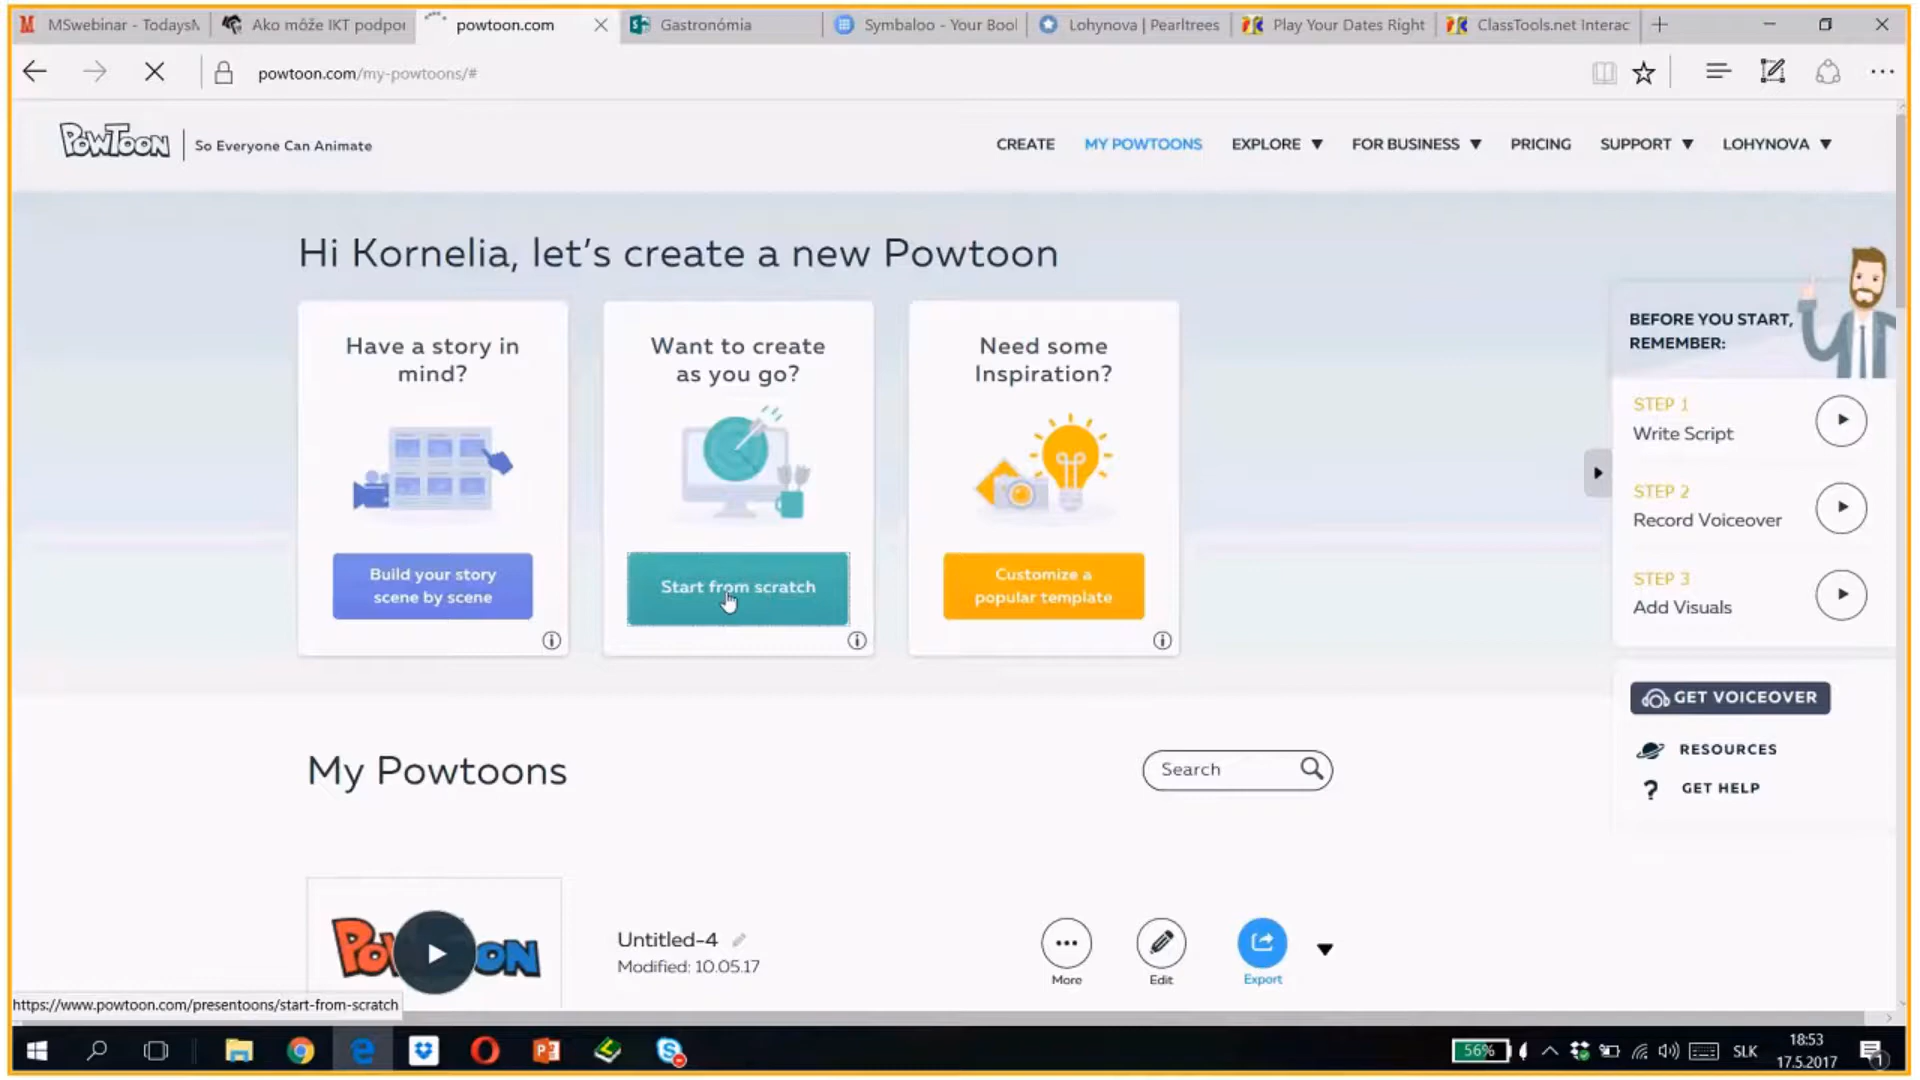 MSwebinar - TodaysM
Ako môže IKT podpor
powtoon.com
Gastronómia
Symbaloo - Your Bool
Lohynova | Pearltrees
Play Your Dates Right
ClassTools.net Interac
powtoon.com/my-powtoons/#
POWTOON
So Everyone Can Animate
CREATE
MY POWTOONS
EXPLORE
FOR BUSINESS
PRICING
SUPPORT
LOHYNOVA
Hi Kornelia, let's create a new Powtoon
Have a story in
mind?
Build your story
scene by scene
Want to create
as you go?
Start from scratch
Need some
Inspiration?
Customize a
popular template
BEFORE YOU START,
REMEMBER:
STEP 1
Write Script
STEP 2
Record Voiceover
STEP 3
Add Visuals
GET VOICEOVER
RESOURCES
GET HELP
My Powtoons
Search
POWTOON
Untitled-4
Modified: 10.05.17
More
Edit
Export
https://www.powtoon.com/presentoons/start-from-scratch
56%
SLK
18:53
17.5.2017
1